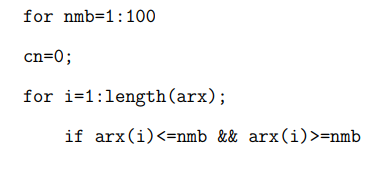 for nmb=1:100
cn=0;
for i=1:length(arx);
if arx(i)<=nmb && arx(i)>=nmb